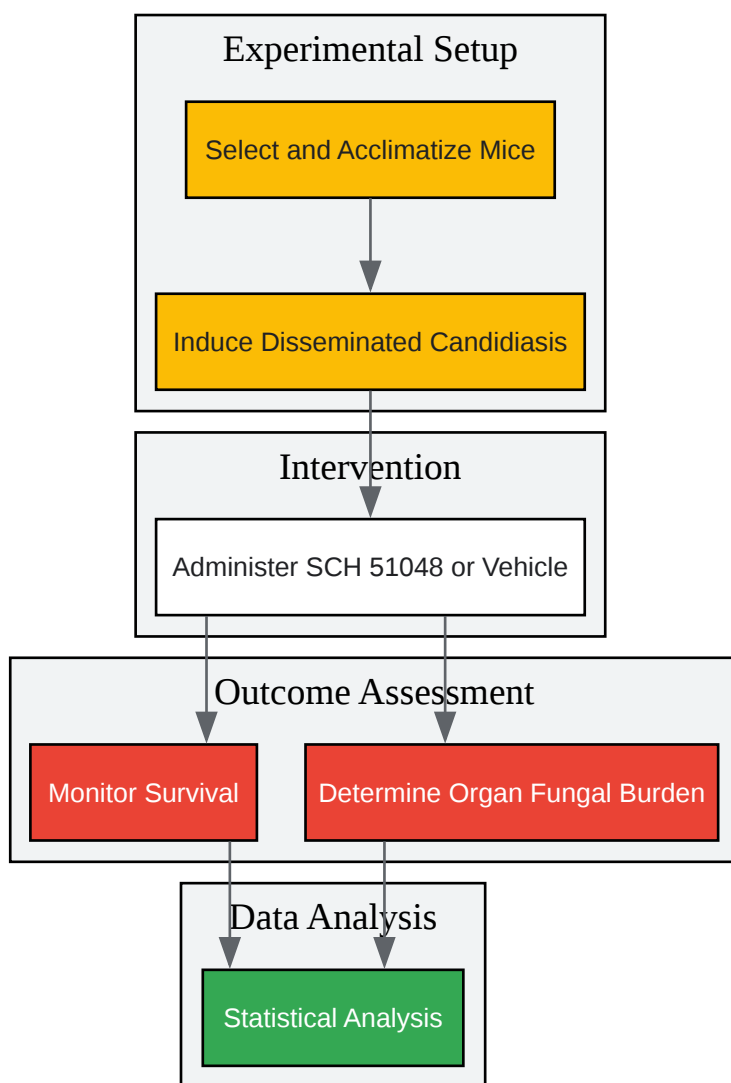 Experimental Setup
Select and Acclimatize Mice
Induce Disseminated Candidiasis
Intervention
Administer SCH 51048 or Vehicle
Outcome Assessment
Monitor Survival
Determine Organ Fungal Burden
Data Analysis
Statistical Analysis